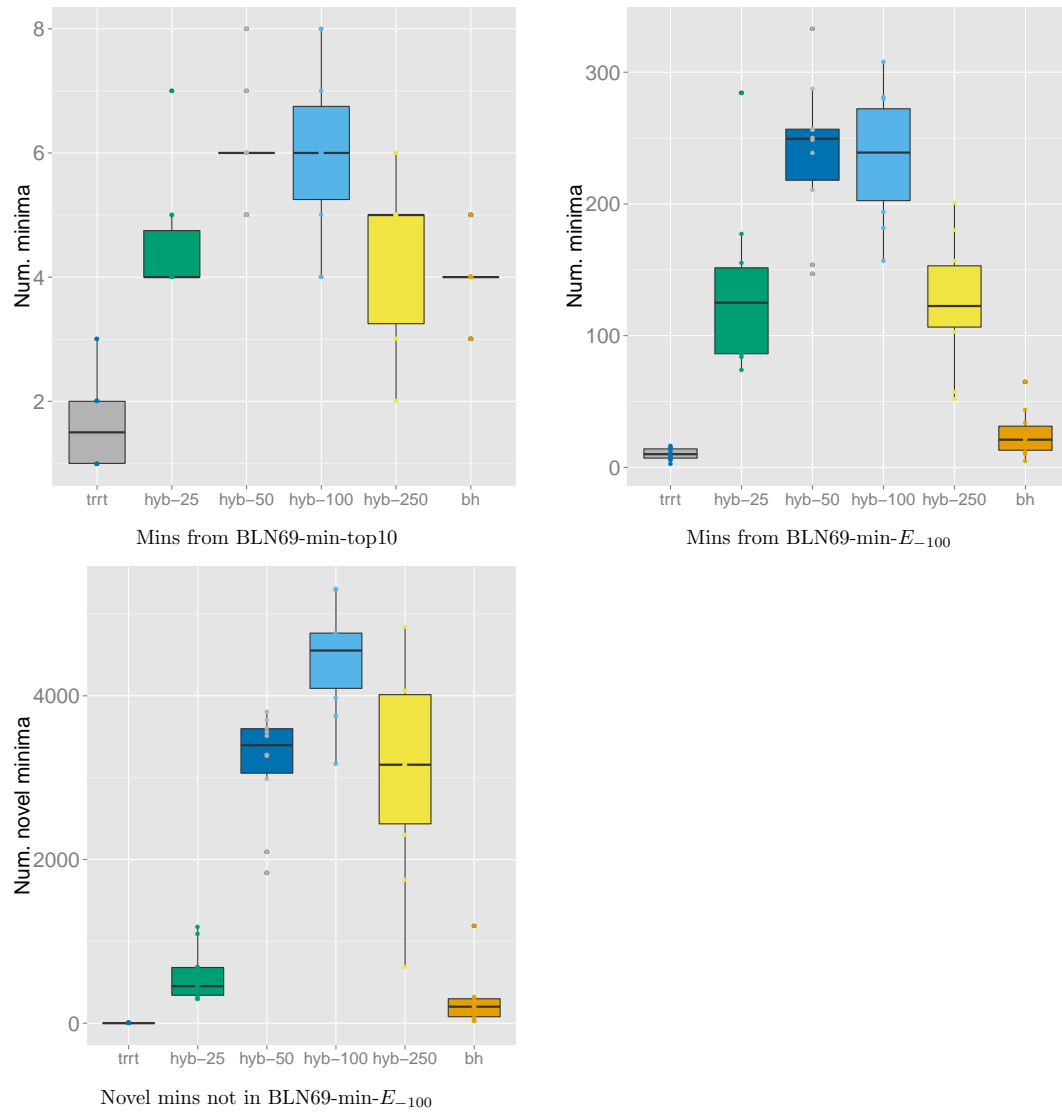 Num. minima
8
6
4
2
trrt hyb−25 hyb−50 hyb−100 hyb−250 bh
Mins from BLN69-min-top10
Num. minima
300
200
100
0
trrt hyb−25 hyb−50 hyb−100 hyb−250 bh
Mins from BLN69-min-E₋₁₀₀
Num. novel minima
4000
2000
0
trrt hyb−25 hyb−50 hyb−100 hyb−250 bh
Novel mins not in BLN69-min-E₋₁₀₀